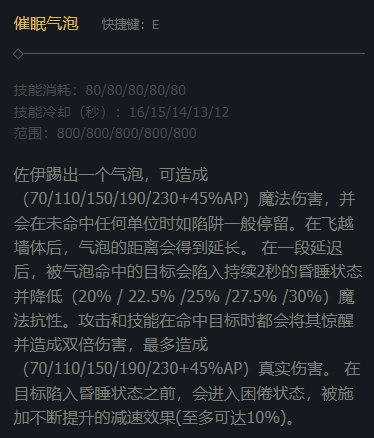 催眠气泡 快捷键：E
技能消耗：80/80/80/80/80
技能冷却（秒）：16/15/14/13/12
范围：800/800/800/800/800
佐伊踢出一个气泡，可造成
（70/110/150/190/230+45%AP）魔法伤害，并
会在未命中任何单位时如陷阱一般停留。在飞越
墙体后，气泡的距离会得到延长。 在一段延迟
后，被气泡命中的目标会陷入持续2秒的昏睡状态
并降低（20% / 22.5% /25% /27.5% /30%）魔
法抗性。攻击和技能在命中目标时都会将其惊醒
并造成双倍伤害，最多造成
（70/110/150/190/230+45%AP）真实伤害。 在
目标陷入昏睡状态之前，会进入困倦状态，被施
加不断提升的减速效果(至多可达10%)。